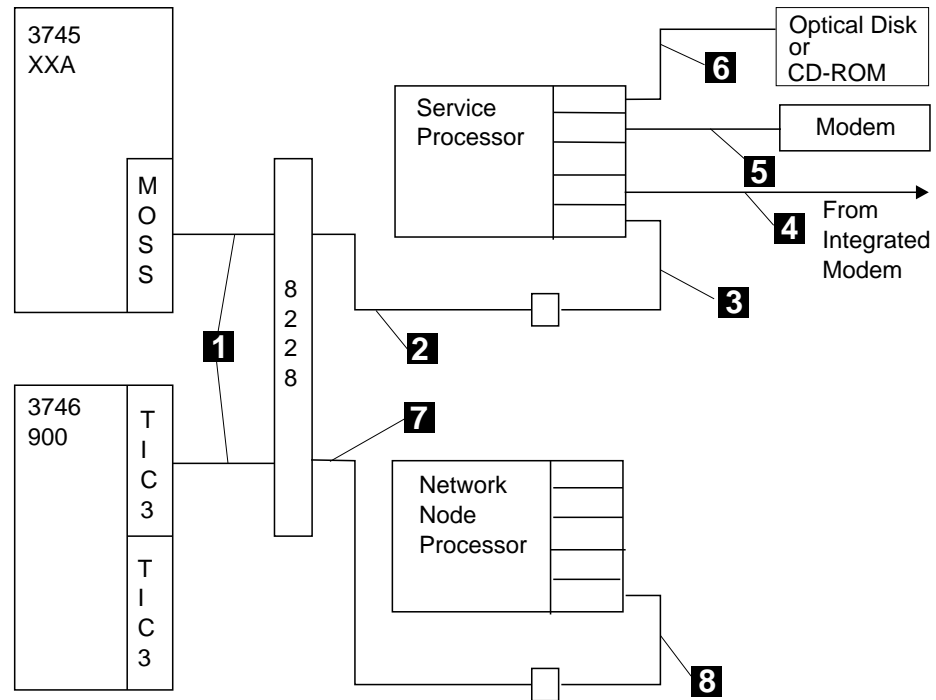 3745
XXA
M
O
S
S
8
2
2
8
1
3746
900
T
I
C
3
T
I
C
3
Service
Processor
Optical Disk
or
CD-ROM
6
Modem
5
4
From
Integrated
Modem
3
2
7
Network
Node
Processor
8